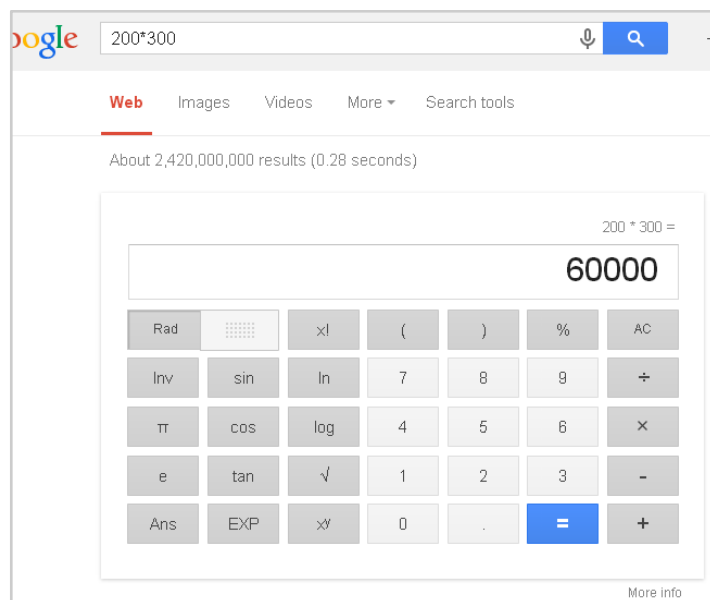 oogle 200*300
Web Images Videos More Search tools
About 2,420,000,000 results (0.28 seconds)
200 * 300 =
60000
Rad x! ( ) % AC
Inv sin ln 7 8 9 ÷
π cos log 4 5 6 ×
e tan √ 1 2 3 -
Ans EXP xʸ 0 . = +
More info